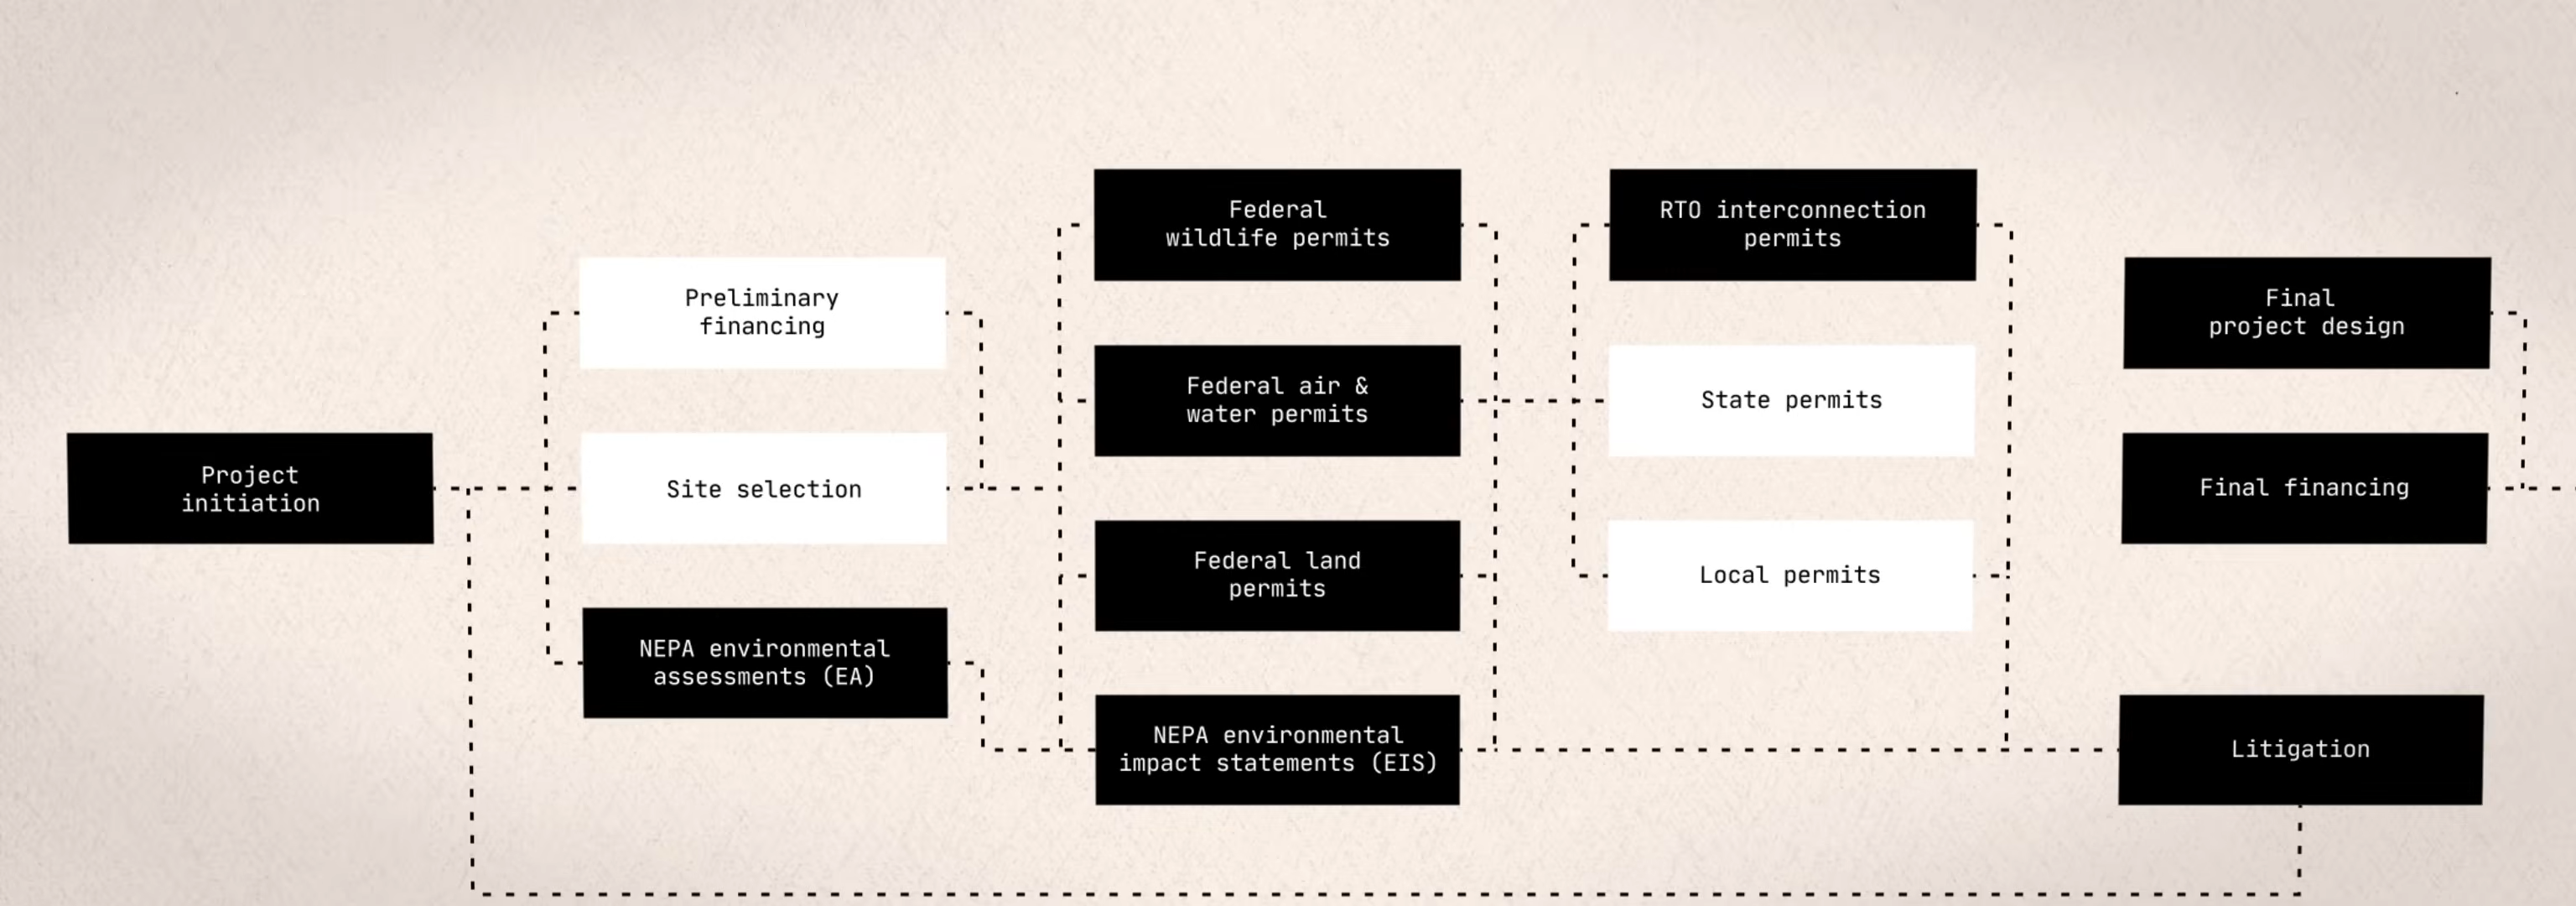 Project
initiation
Preliminary
financing
Site selection
NEPA environmental
assessments (EA)
Federal
wildlife permits
Federal air &
water permits
Federal land
permits
NEPA environmental
impact statements (EIS)
RTO interconnection
permits
State permits
Local permits
Final
project design
Final financing
Litigation